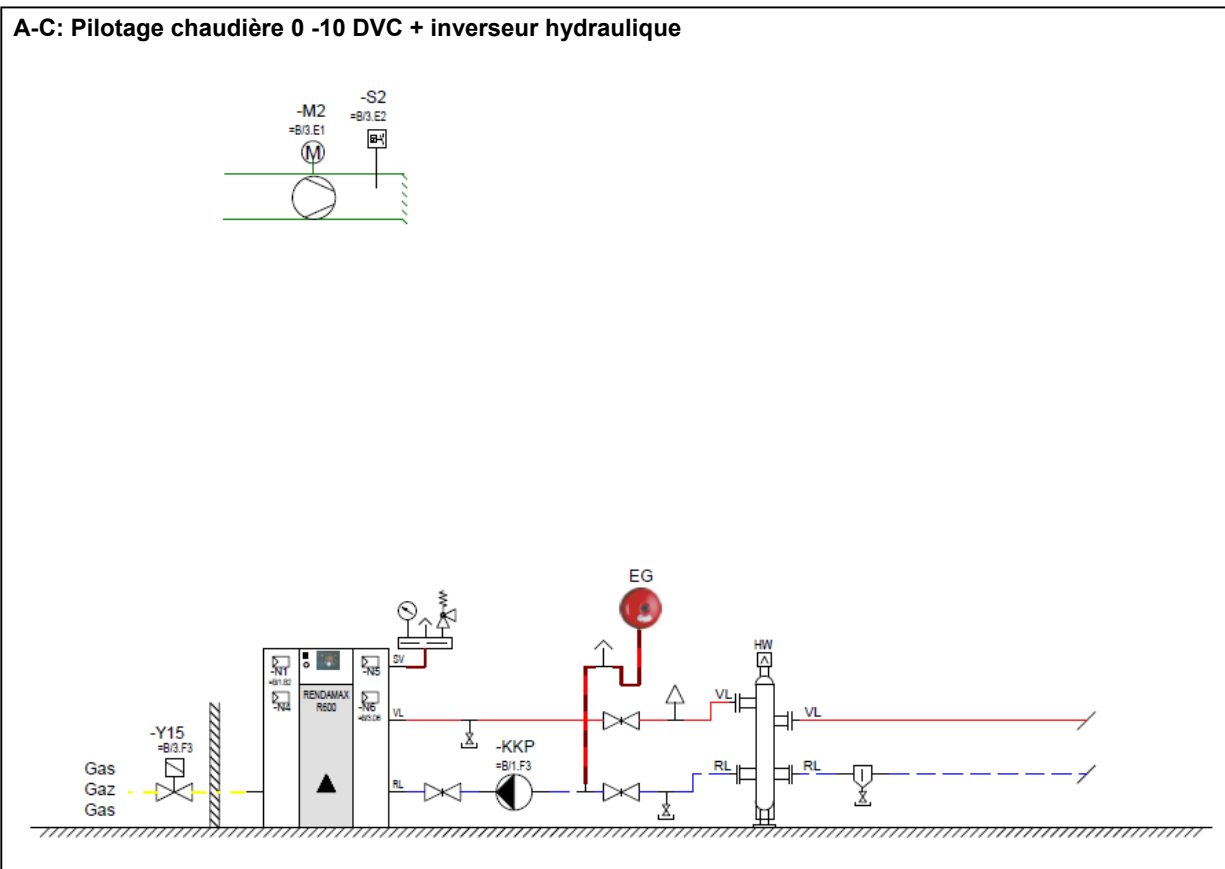 A-C: Pilotage chaudière 0 -10 DVC + inverseur hydraulique
-M2
=B/3.E1
M
-S2
=B/3.E2
EG
HW
-N1
=B/1.B2
-N4
RENDAMAX
R600
-N5
-N6
=B/3.D6
SV
VL
RL
VL
VL
RL
RL
-KKP
=B/1.F3
-Y15
=B/3.F3
Gas
Gaz
Gas